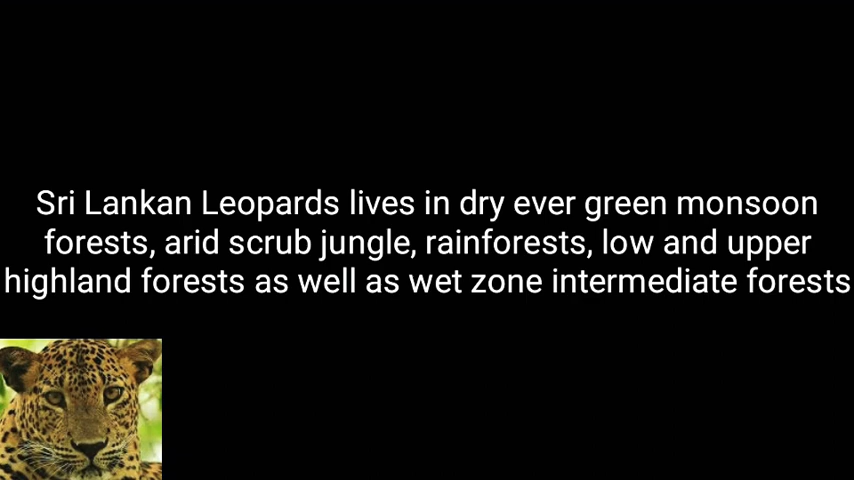 Sri Lankan Leopards lives in dry ever green monsoon
forests, arid scrub jungle, rainforests, low and upper
highland forests as well as wet zone intermediate forests